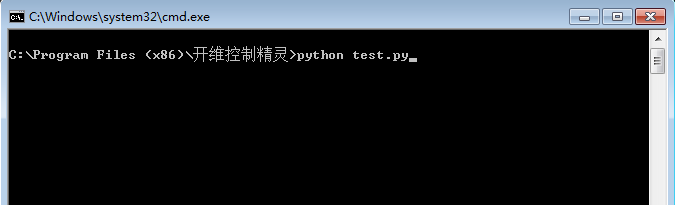 C:\Windows\system32\cmd.exe
C:\Program Files (x86)\开维控制精灵>python test.py